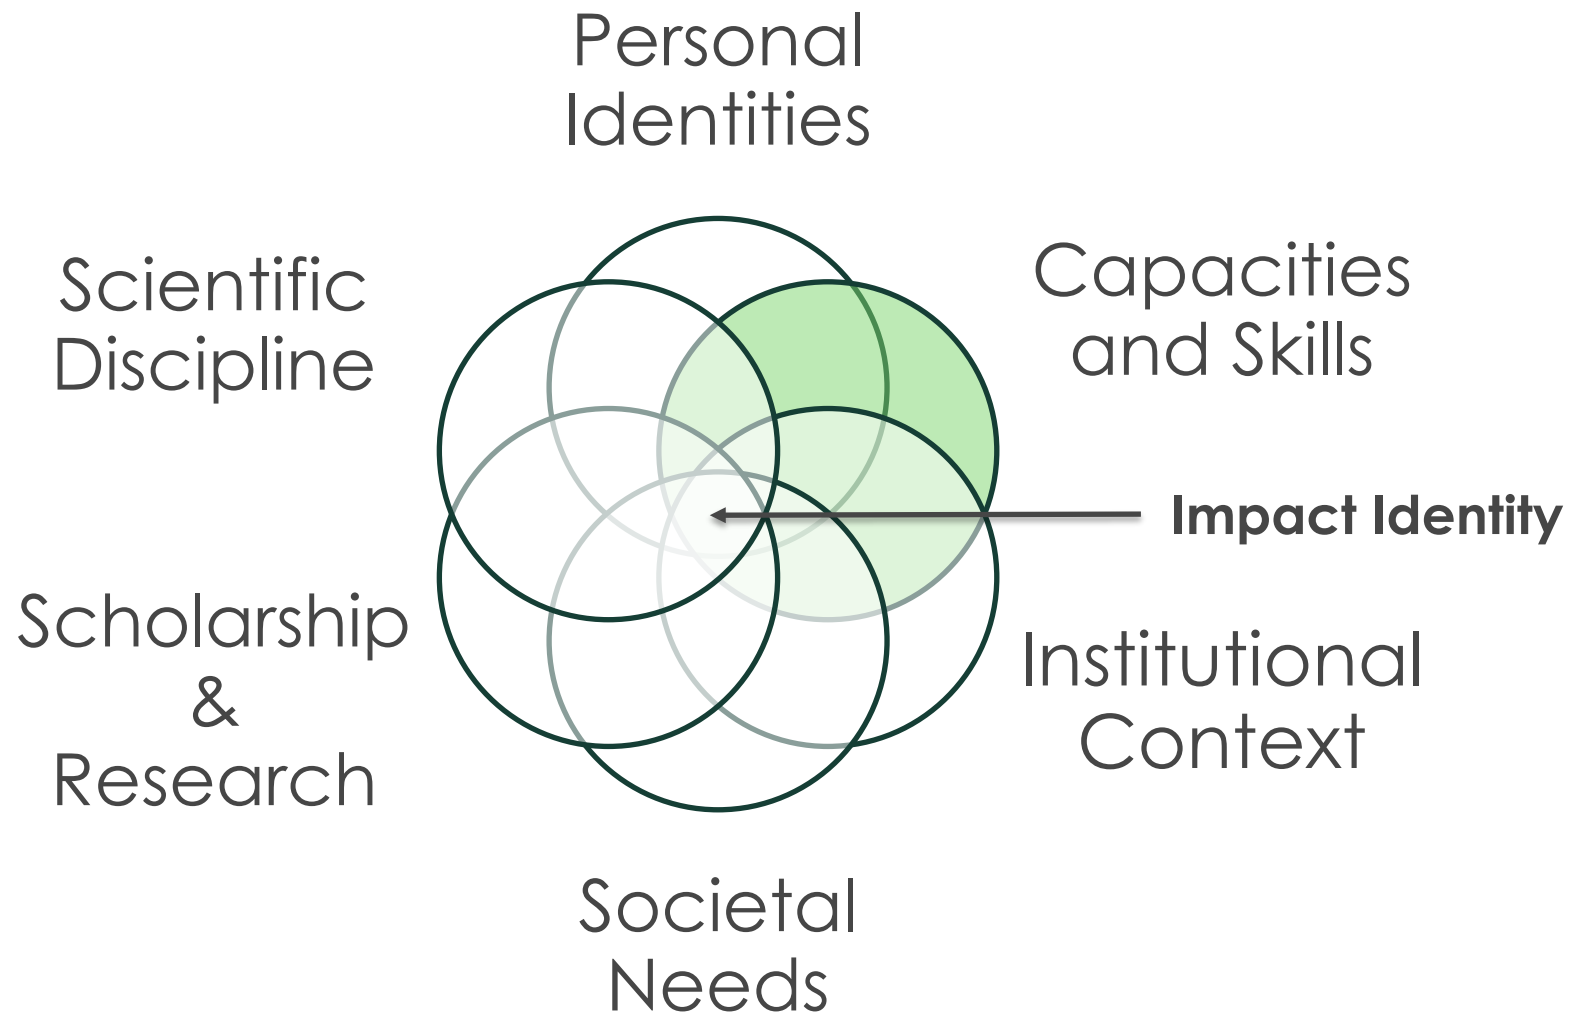 Personal
Identities
Scientific
Discipline
Capacities
and Skills
Impact Identity
Scholarship
&
Research
Institutional
Context
Societal
Needs